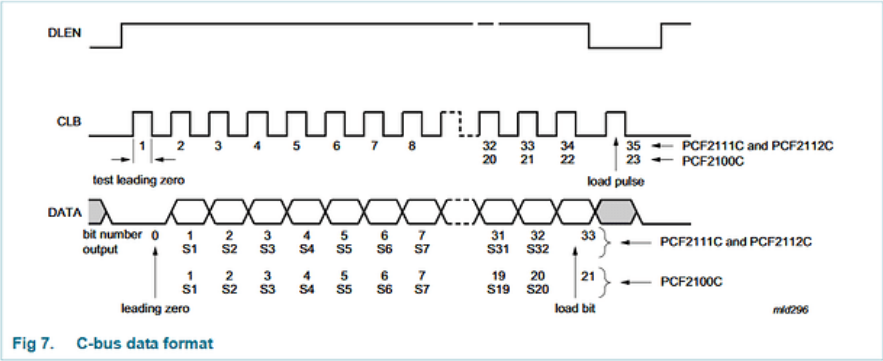 DLEN
CLB
1 2 3 4 5 6 7 8 32 33 34 35 PCF2111C and PCF2112C
20 21 22 23 PCF2100C
test leading zero load pulse
DATA
bit number 0 1 2 3 4 5 6 7 31 32 33
output S1 S2 S3 S4 S5 S6 S7 S31 S32 PCF2111C and PCF2112C
1 2 3 4 5 6 7 19 20 21 PCF2100C
S1 S2 S3 S4 S5 S6 S7 S19 S20
leading zero load bit mld296
Fig 7. C-bus data format